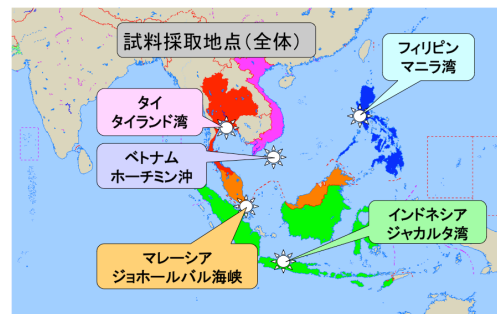 試料採取地点(全体)
フィリピン
マニラ湾
タイ
タイランド湾
ベトナム
ホーチミン沖
インドネシア
ジャカルタ湾
マレーシア
ジョホールバル海峡